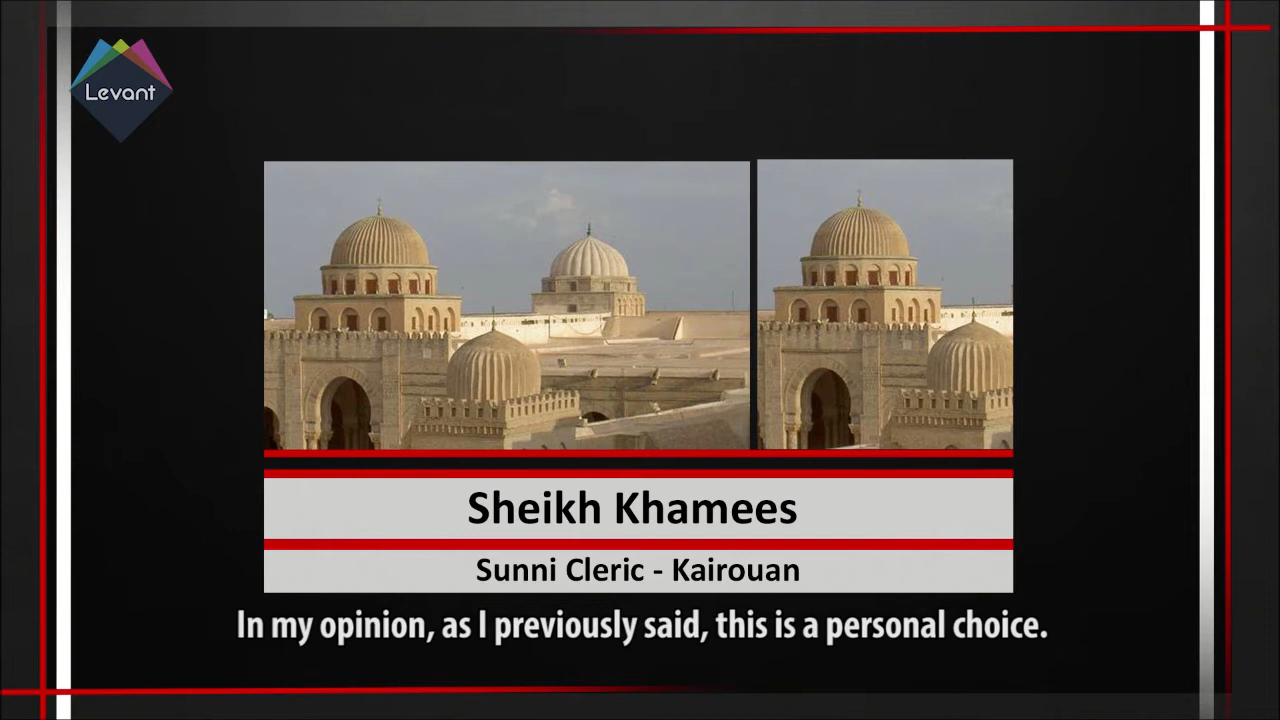 Levant
Sheikh Khamees
Sunni Cleric - Kairouan
In my opinion, as I previously said, this is a personal choice.